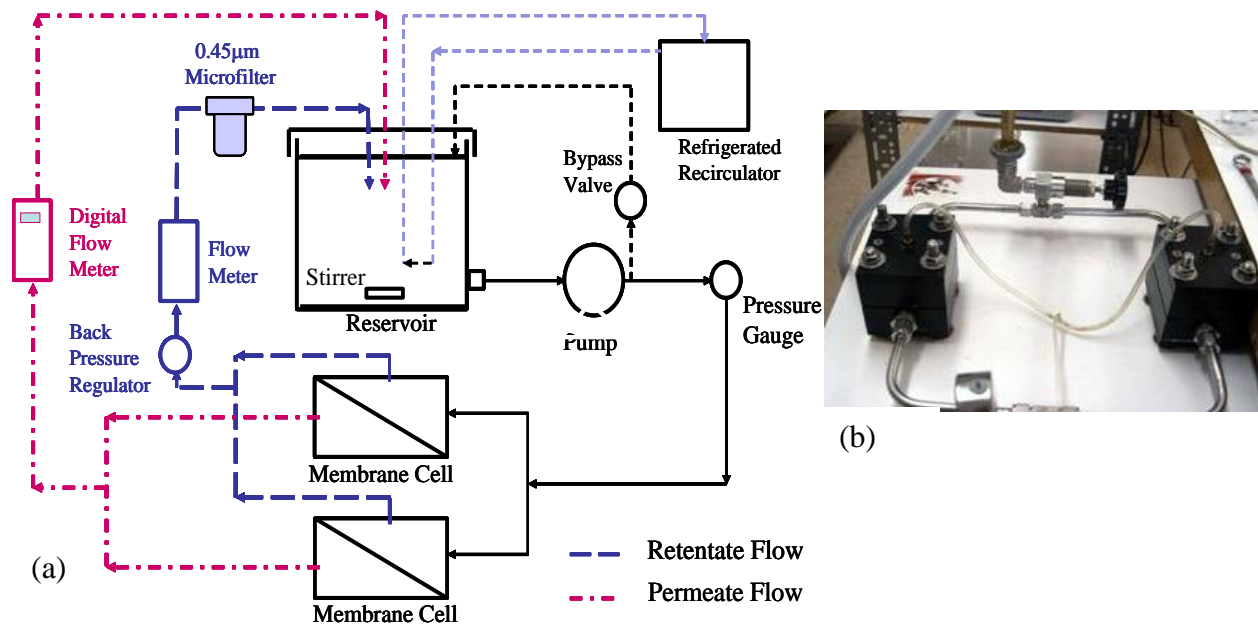 0.45μm
Microfilter
Refrigerated
Recirculator
Bypass
Valve
Digital
Flow
Meter
Flow
Meter
Stirrer
Reservoir
Pump
Pressure
Gauge
Back
Pressure
Regulator
Membrane Cell
Membrane Cell
Retentate Flow
Permeate Flow
(a)
(b)